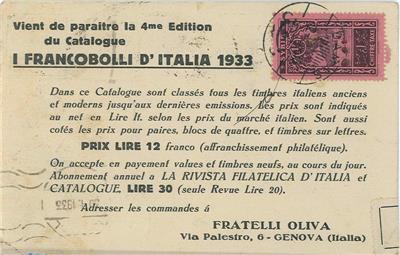 Vient de paraitre la 4me Edition
du Catalogue
I FRANCOBOLLI D'ITALIA 1933
Dans ce Catalogue sont classés tous les timbres italiens anciens
et moderns jusqu'aux dernières emissions. Les prix sont indiqués
au net en Lire It. selon les prix du marché italien. Sont aussi
cotés les prix pour paires, blocs de quatre, et timbres sur lettres.
PRIX LIRE 12 franco (affranchissement philatélique).
On accepte en payement values et timbres neufs, au cours du jour.
Abonnement annuel a LA RIVISTA FILATELICA D'ITALIA et
CATALOGUE, LIRE 30 (seule Revue Lire 20).
Adresser les commandes á
FRATELLI OLIVA
Via Palestro, 6 - GENOVA (Italia)
CHIFFRE TAXE